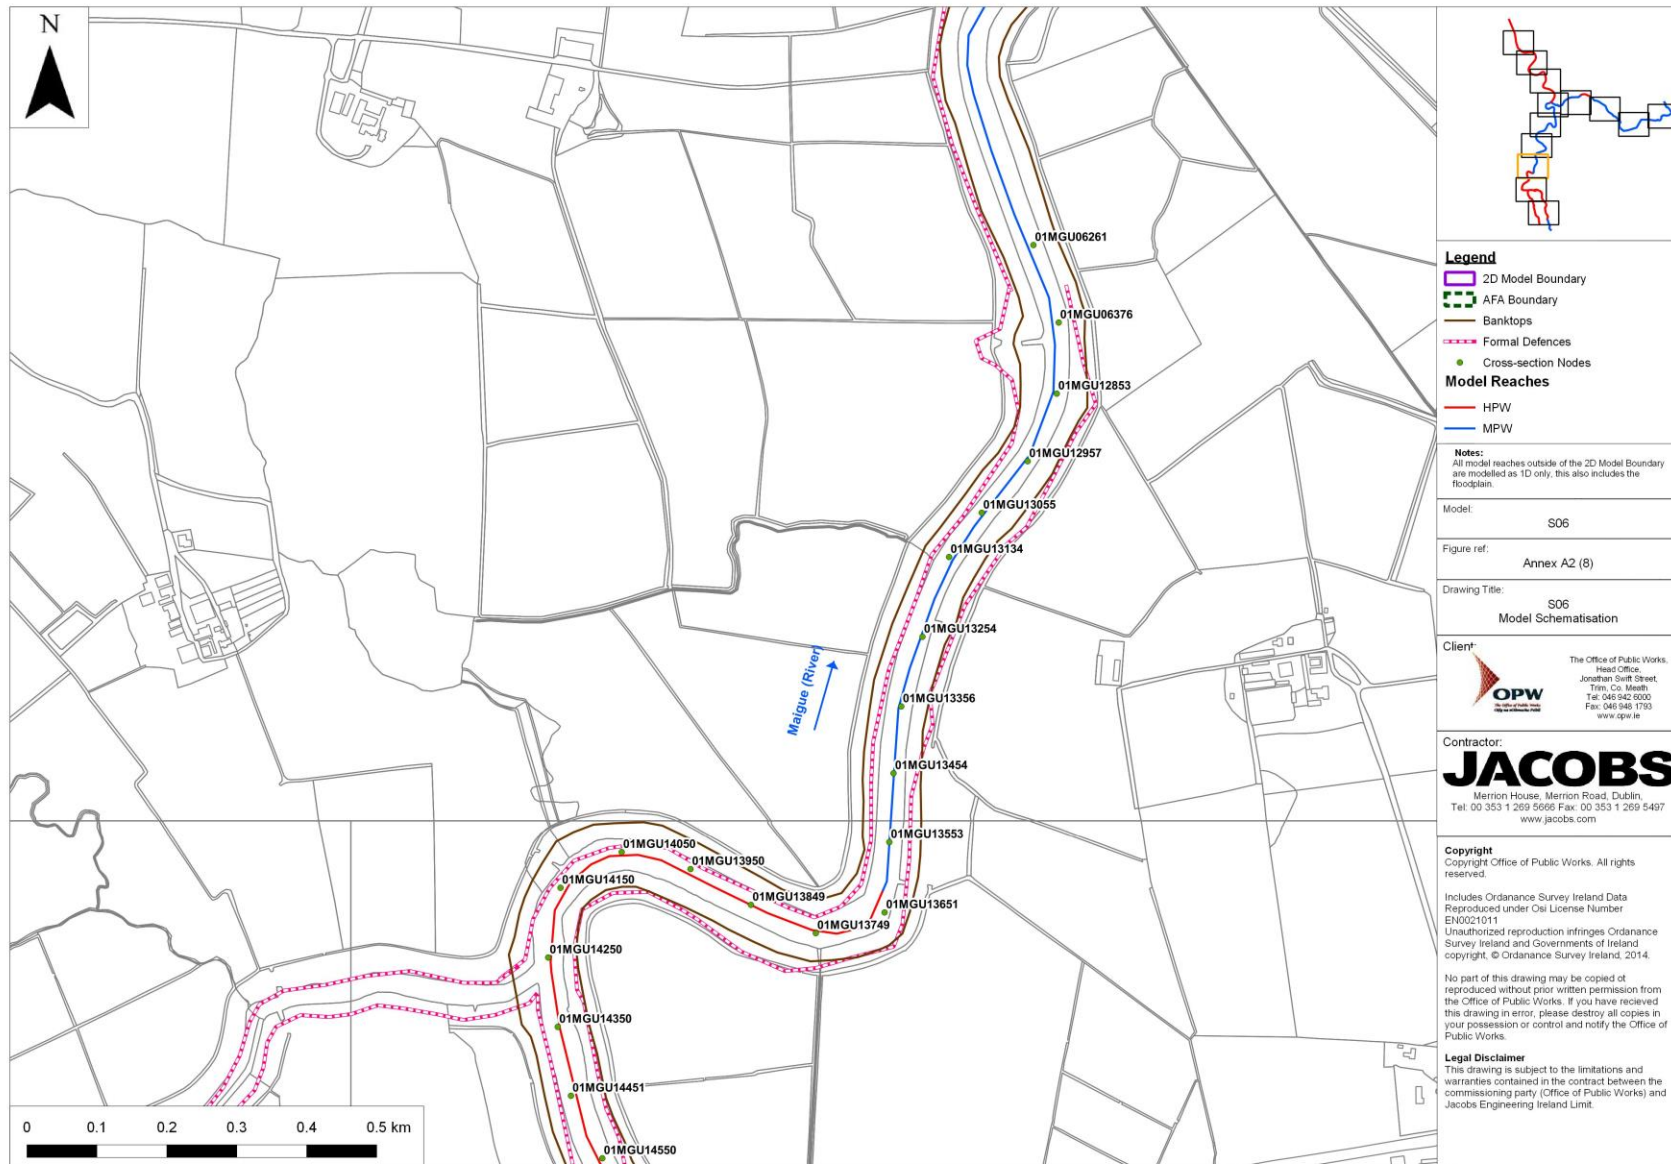 N
01MGU06261
01MGU06376
01MGU12853
01MGU12957
01MGU13055
01MGU13134
01MGU13254
01MGU13356
01MGU13454
01MGU13553
01MGU13651
01MGU13749
01MGU13849
01MGU13950
01MGU14050
01MGU14150
01MGU14250
01MGU14350
01MGU14451
01MGU14550
Maigue (River)
0 0.1 0.2 0.3 0.4 0.5 km
Legend
2D Model Boundary
AFA Boundary
Banktops
Formal Defences
Cross-section Nodes
Model Reaches
HPW
MPW
Notes:
All model reaches outside of the 2D Model Boundary
are modelled as 1D only, this also includes the
floodplain.
Model:
S06
Figure ref:
Annex A2 (8)
Drawing Title:
S06
Model Schematisation
Client:
OPW
The Office of Public Works,
Head Office,
Jonathan Swift Street,
Trim, Co. Meath
Tel: 046 942 6000
Fax: 046 948 1793
www.opw.ie
Contractor:
JACOBS
Merrion House, Merrion Road, Dublin,
Tel: 00 353 1 269 5666 Fax: 00 353 1 269 5497
www.jacobs.com
Copyright
Copyright Office of Public Works. All rights
reserved.
Includes Ordnance Survey Ireland Data
Reproduced under Osi License Number
EN0021011
Unauthorized reproduction infringes Ordnance
Survey Ireland and Governments of Ireland
copyright, © Ordnance Survey Ireland, 2014.
No part of this drawing may be copied of
reproduced without prior written permission from
the Office of Public Works. If you have recieved
this drawing in error, please destroy all copies in
your possession or control and notify the Office of
Public Works.
Legal Disclaimer
This drawing is subject to the limitations and
warranties contained in the contract between the
commissioning party (Office of Public Works) and
Jacobs Engineering Ireland Limit.